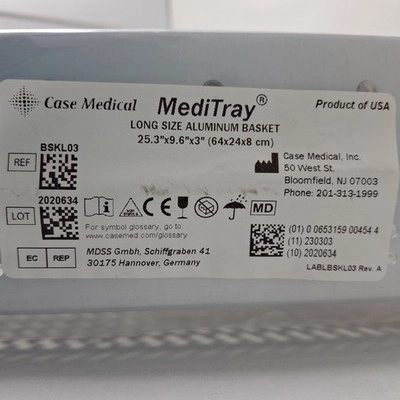 Case Medical
MediTray®
Product of USA
LONG SIZE ALUMINUM BASKET
25.3"x9.6"x3" (64x24x8 cm)
BSKL03
REF
Case Medical, Inc.
50 West St.
Bloomfield, NJ 07003
Phone: 201-313-1999
2020634
LOT
NON
STERILE
CE
MD
For symbol glossary, go to:
www.casemed.com/glossary
(01) 0 0653159 00454 4
(11) 230303
(10) 2020634
EC REP
MDSS Gmbh, Schiffgraben 41
30175 Hannover, Germany
LABLBSKL03 Rev. A